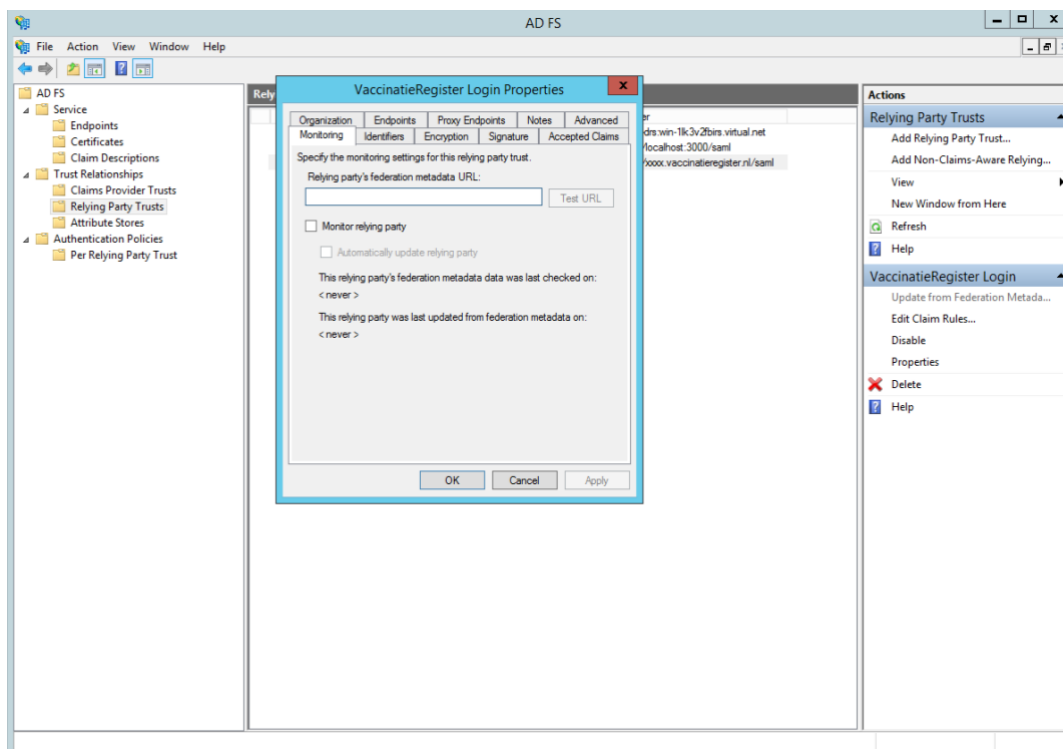 AD FS
File Action View Window Help
AD FS
Service
Endpoints
Certificates
Claim Descriptions
Trust Relationships
Claims Provider Trusts
Relying Party Trusts
Attribute Stores
Authentication Policies
Per Relying Party Trust
Rely
er
drs:win-1lk3v2fbirs.virtual.net
/localhost:3000/saml
/xxxx.vaccinatieregister.nl/saml
VaccinatieRegister Login Properties
x
Organization Endpoints Proxy Endpoints Notes Advanced
Monitoring Identifiers Encryption Signature Accepted Claims
Specify the monitoring settings for this relying party trust.
Relying party's federation metadata URL:
Test URL
Monitor relying party
Automatically update relying party
This relying party's federation metadata data was last checked on:
< never >
This relying party was last updated from federation metadata on:
< never >
OK Cancel Apply
Actions
Relying Party Trusts
Add Relying Party Trust...
Add Non-Claims-Aware Relying...
View
New Window from Here
Refresh
Help
VaccinatieRegister Login
Update from Federation Metada...
Edit Claim Rules...
Disable
Properties
Delete
Help